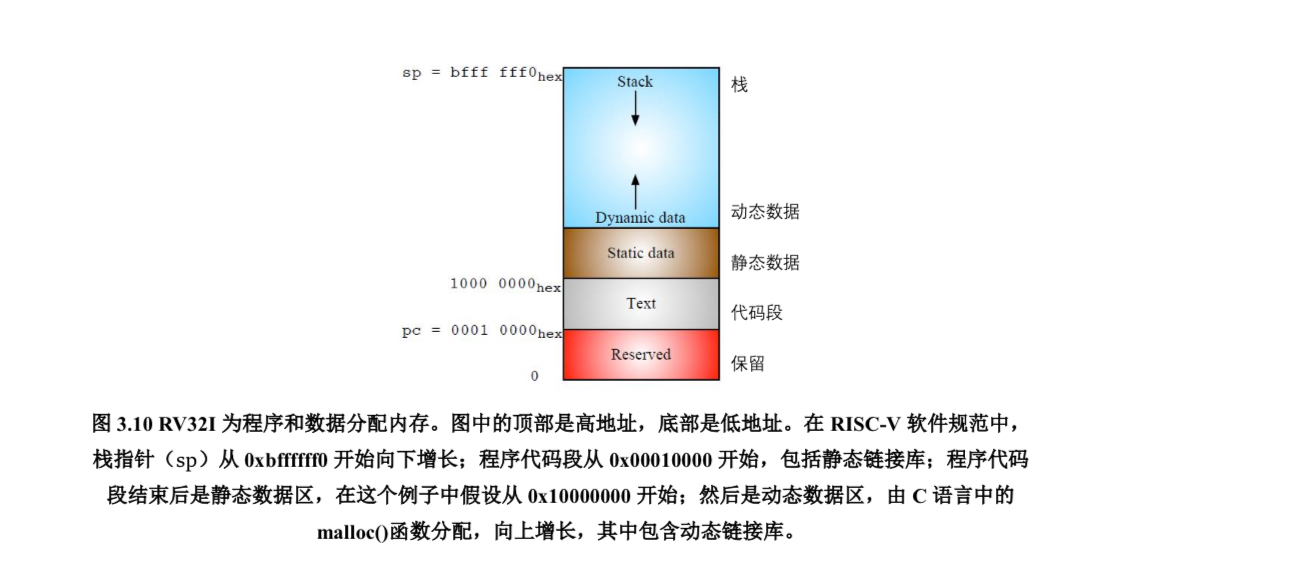 sp = bfff fff0hex
Stack
栈
Dynamic data
动态数据
Static data
静态数据
1000 0000hex
Text
代码段
pc = 0001 0000hex
Reserved
保留
0
图 3.10 RV32I 为程序和数据分配内存。图中的顶部是高地址，底部是低地址。在 RISC-V 软件规范中，
栈指针（sp）从 0xbffffff0 开始向下增长；程序代码段从 0x00010000 开始，包括静态链接库；程序代码
段结束后是静态数据区，在这个例子中假设从 0x10000000 开始；然后是动态数据区，由 C 语言中的
malloc()函数分配，向上增长，其中包含动态链接库。